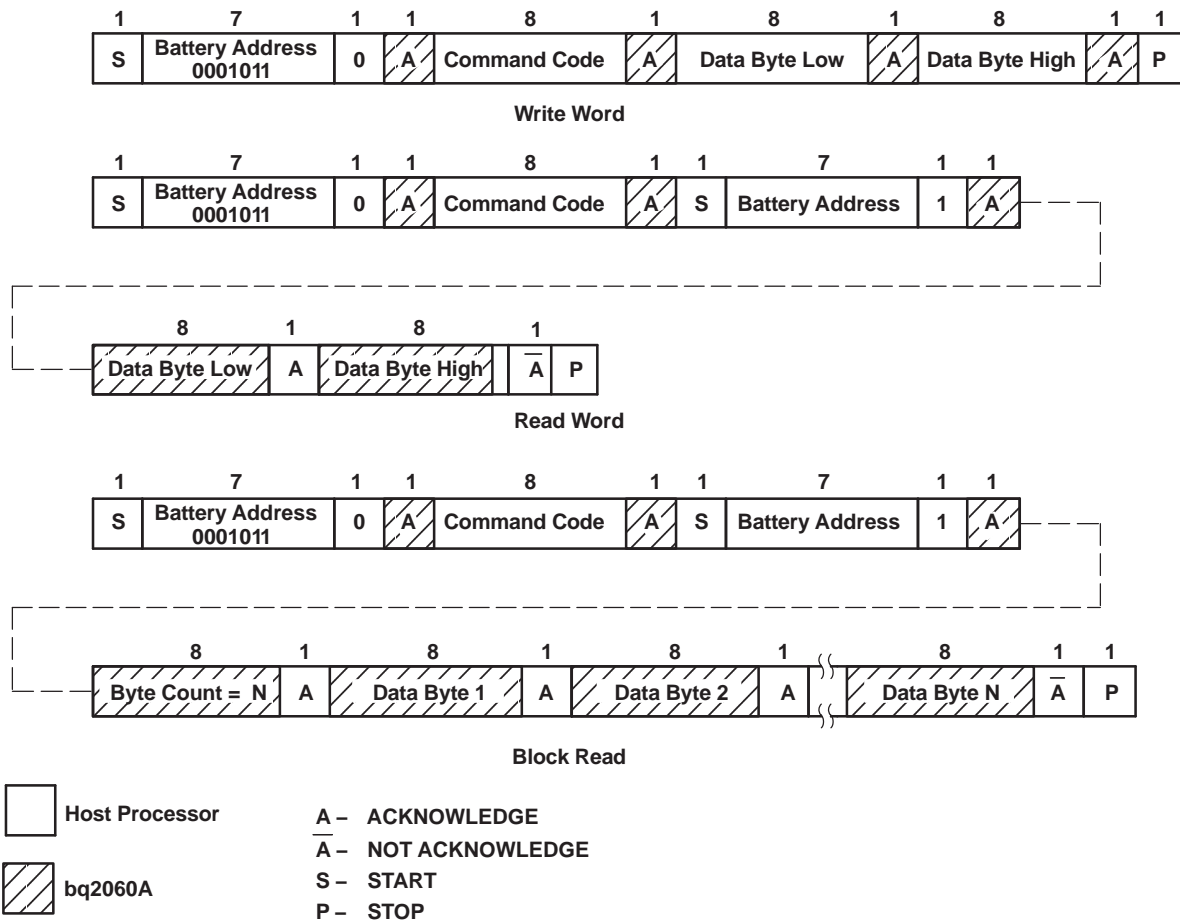 1 7 1 1 8 1 8 1 8 1 1
S Battery Address 0 A Command Code A Data Byte Low A Data Byte High A P
0001011
Write Word
1 7 1 1 8 1 1 7 1 1
S Battery Address 0 A Command Code A S Battery Address 1 A
0001011
8 1 8 1
Data Byte Low A Data Byte High A̅ P
Read Word
1 7 1 1 8 1 1 7 1 1
S Battery Address 0 A Command Code A S Battery Address 1 A
0001011
8 1 8 1 8 1 8 1 1
Byte Count = N A Data Byte 1 A Data Byte 2 A Data Byte N A̅ P
Block Read
Host Processor
bq2060A
A – ACKNOWLEDGE
A̅ – NOT ACKNOWLEDGE
S – START
P – STOP